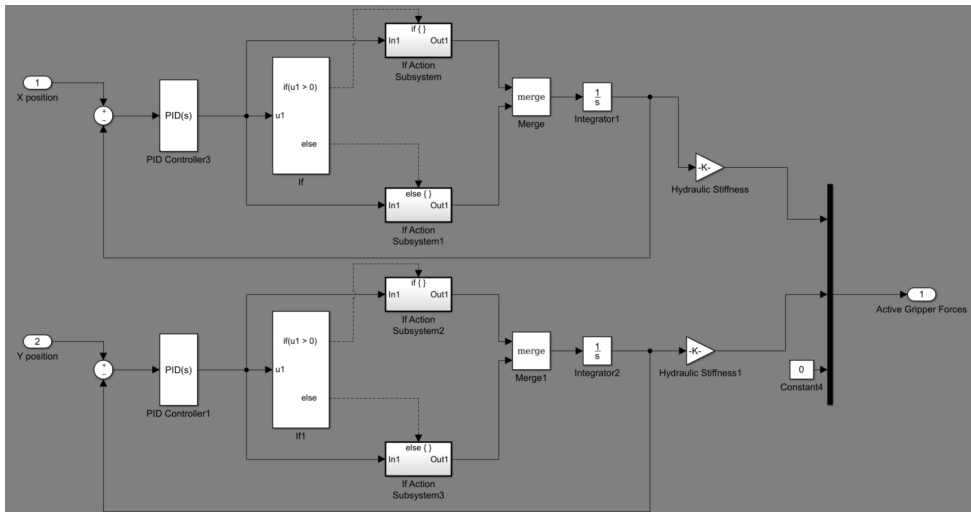 if { }
In1
Out1
If Action
Subsystem
1
X position
+
−
PID(s)
PID Controller3
u1
if(u1 > 0)
else
If
merge
Merge
1
s
Integrator1
-K-
Hydraulic Stiffness
else { }
In1
Out1
If Action
Subsystem1
if { }
In1
Out1
If Action
Subsystem2
2
Y position
+
−
PID(s)
PID Controller1
u1
if(u1 > 0)
else
If1
merge
Merge1
1
s
Integrator2
-K-
Hydraulic Stiffness1
0
Constant4
1
Active Gripper Forces
else { }
In1
Out1
If Action
Subsystem3